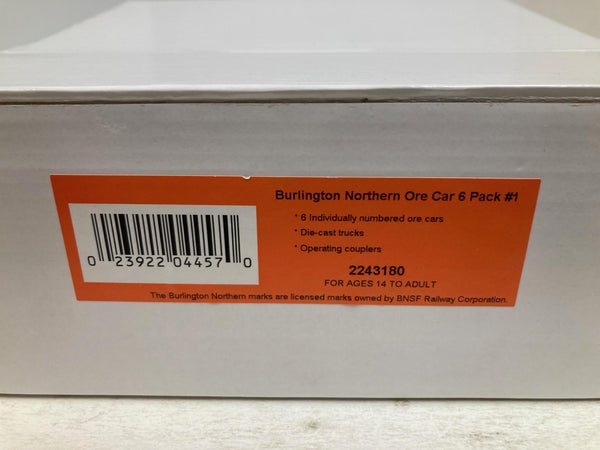 Burlington Northern Ore Car 6 Pack #1
* 6 Individually numbered ore cars
* Die-cast trucks
* Operating couplers
0 23922 04457 0
2243180
FOR AGES 14 TO ADULT
The Burlington Northern marks are licensed marks owned by BNSF Railway Corporation.